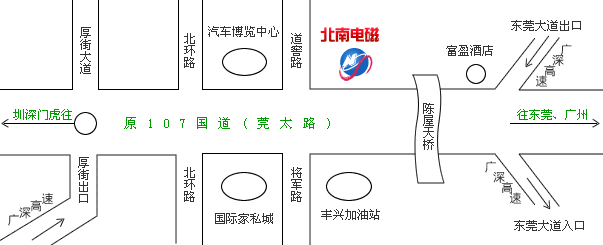 厚街大道
北环路
汽车博览中心
道窖路
北南电磁
富盈酒店
东莞大道出口
广深高速
圳深门虎往
原107国道(莞太路)
陈屋天桥
往东莞、广州
厚街出口
广深高速
北环路
国际家私城
将军路
丰兴加油站
广深高速
东莞大道入口